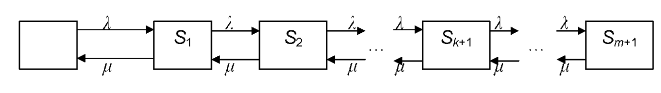 λ λ λ λ λ λ
S1 S2 ... Sk+1 ... Sm+1
μ μ μ μ μ μ